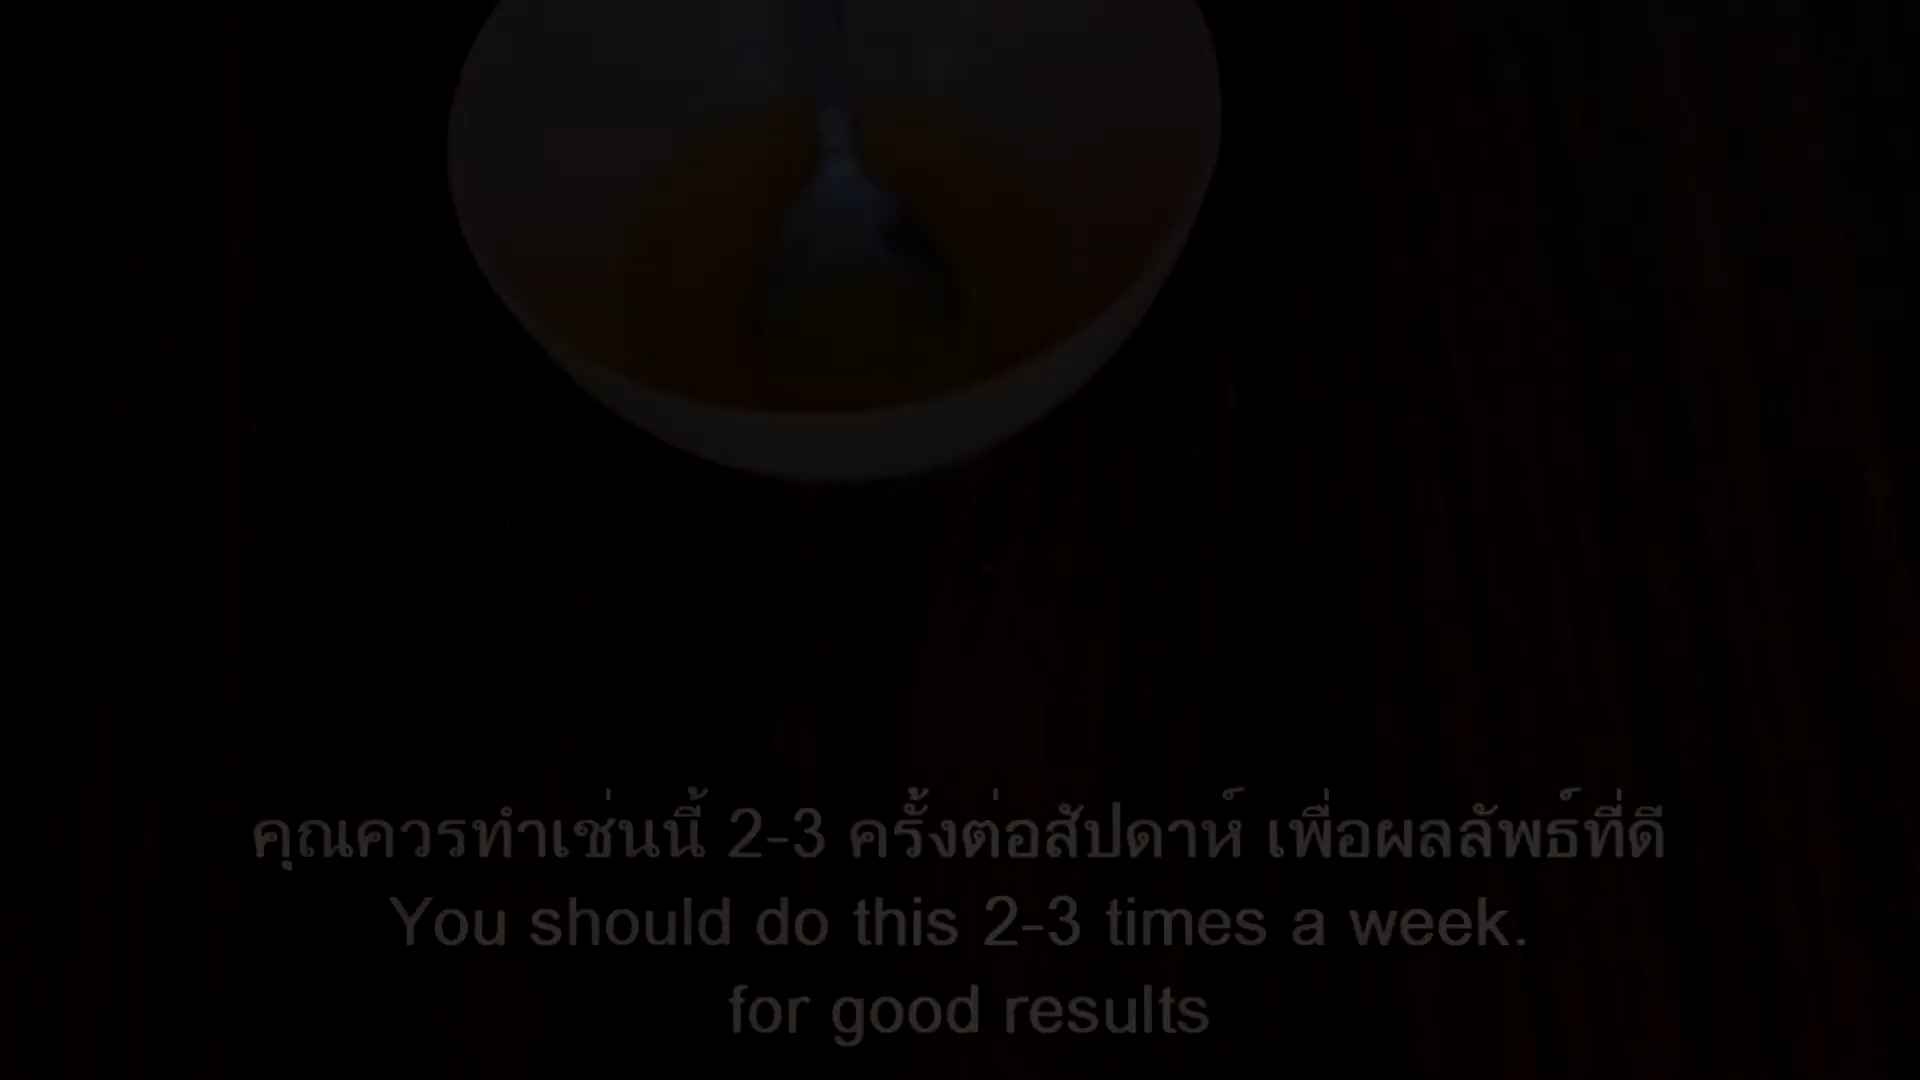 คุณควรทำเช่นนี้ 2-3 ครั้งต่อสัปดาห์ เพื่อผลลัพธ์ที่ดี
You should do this 2-3 times a week.
for good results